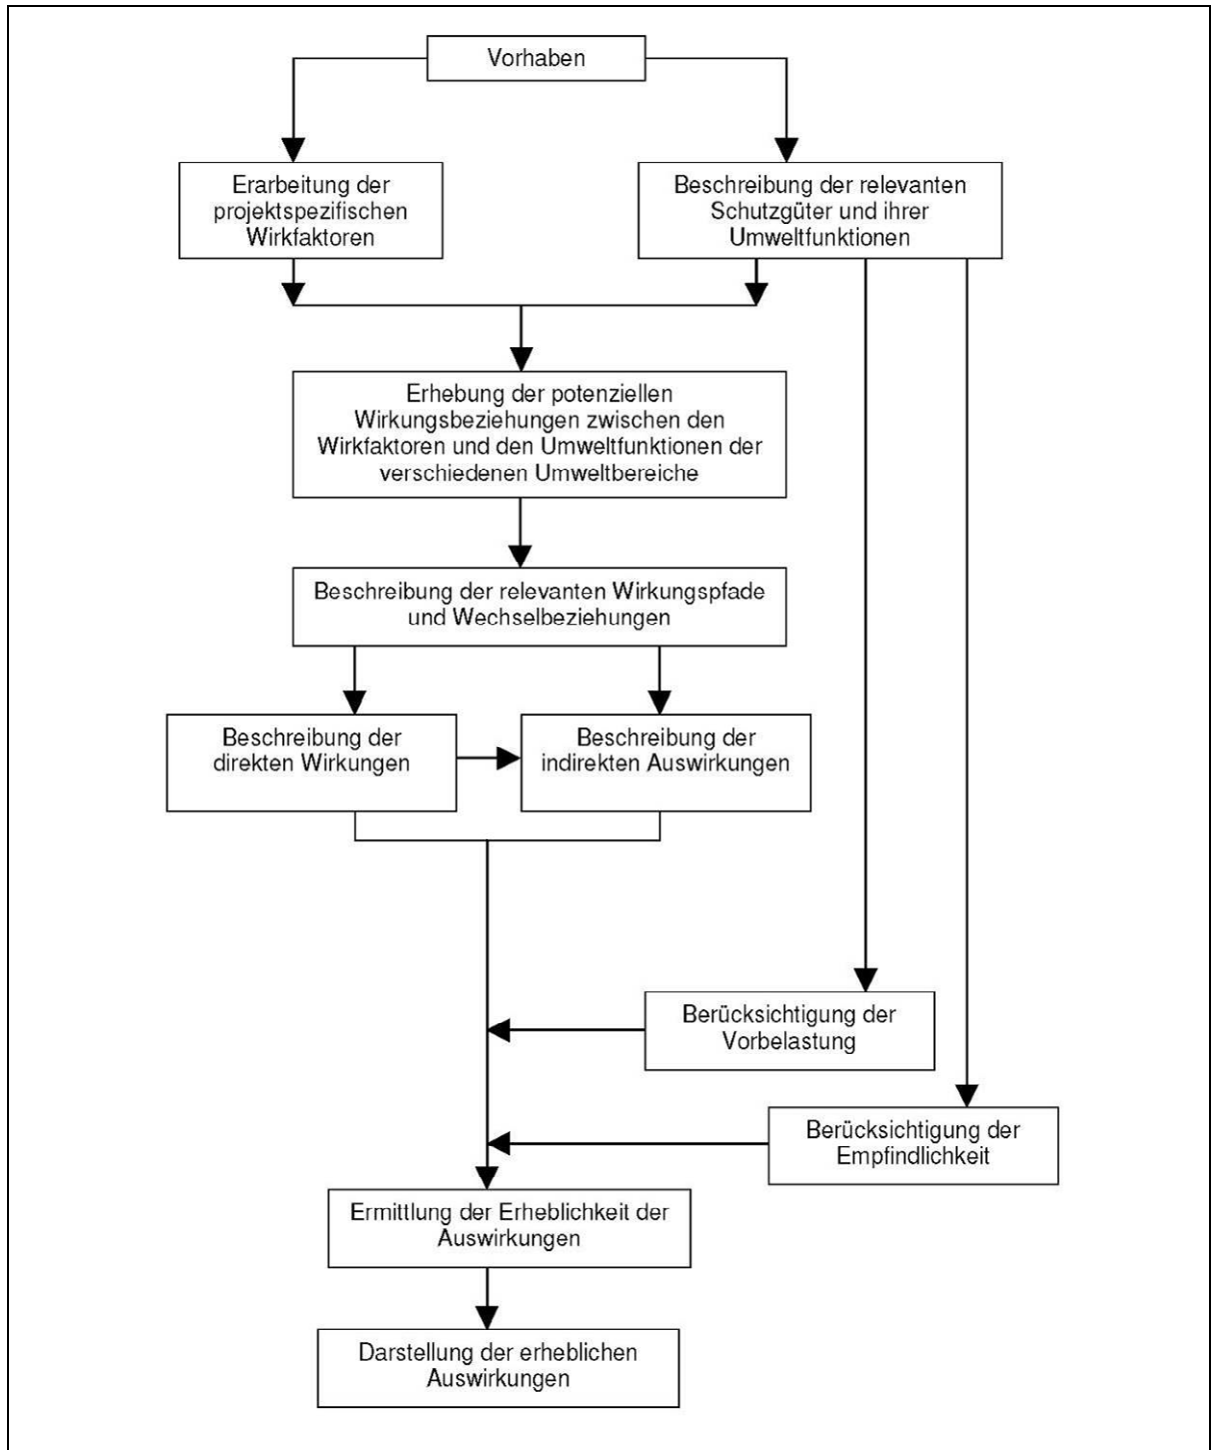 Vorhaben
Erarbeitung der
projektspezifischen
Wirkfaktoren
Beschreibung der relevanten
Schutzgüter und ihrer
Umweltfunktionen
Erhebung der potenziellen
Wirkungsbeziehungen zwischen den
Wirkfaktoren und den Umweltfunktionen der
verschiedenen Umweltbereiche
Beschreibung der relevanten Wirkungspfade
und Wechselbeziehungen
Beschreibung der
direkten Wirkungen
Beschreibung der
indirekten Auswirkungen
Berücksichtigung der
Vorbelastung
Berücksichtigung der
Empfindlichkeit
Ermittlung der Erheblichkeit der
Auswirkungen
Darstellung der erheblichen
Auswirkungen